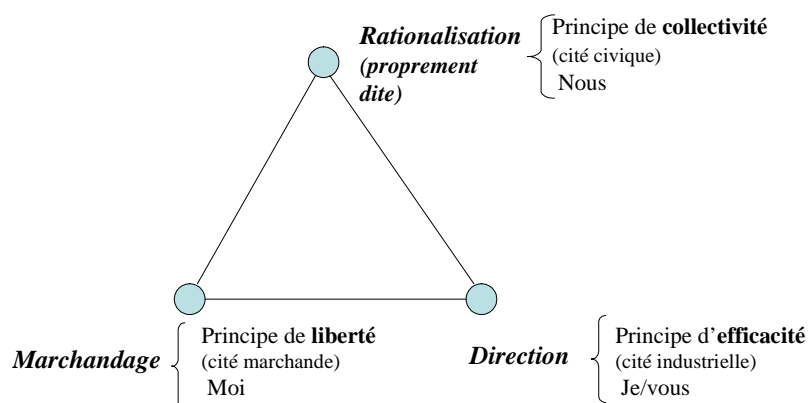 Rationalisation
(proprement
dite)
Principe de collectivité
(cité civique)
Nous
Marchandage
Principe de liberté
(cité marchande)
Moi
Direction
Principe d'efficacité
(cité industrielle)
Je/vous